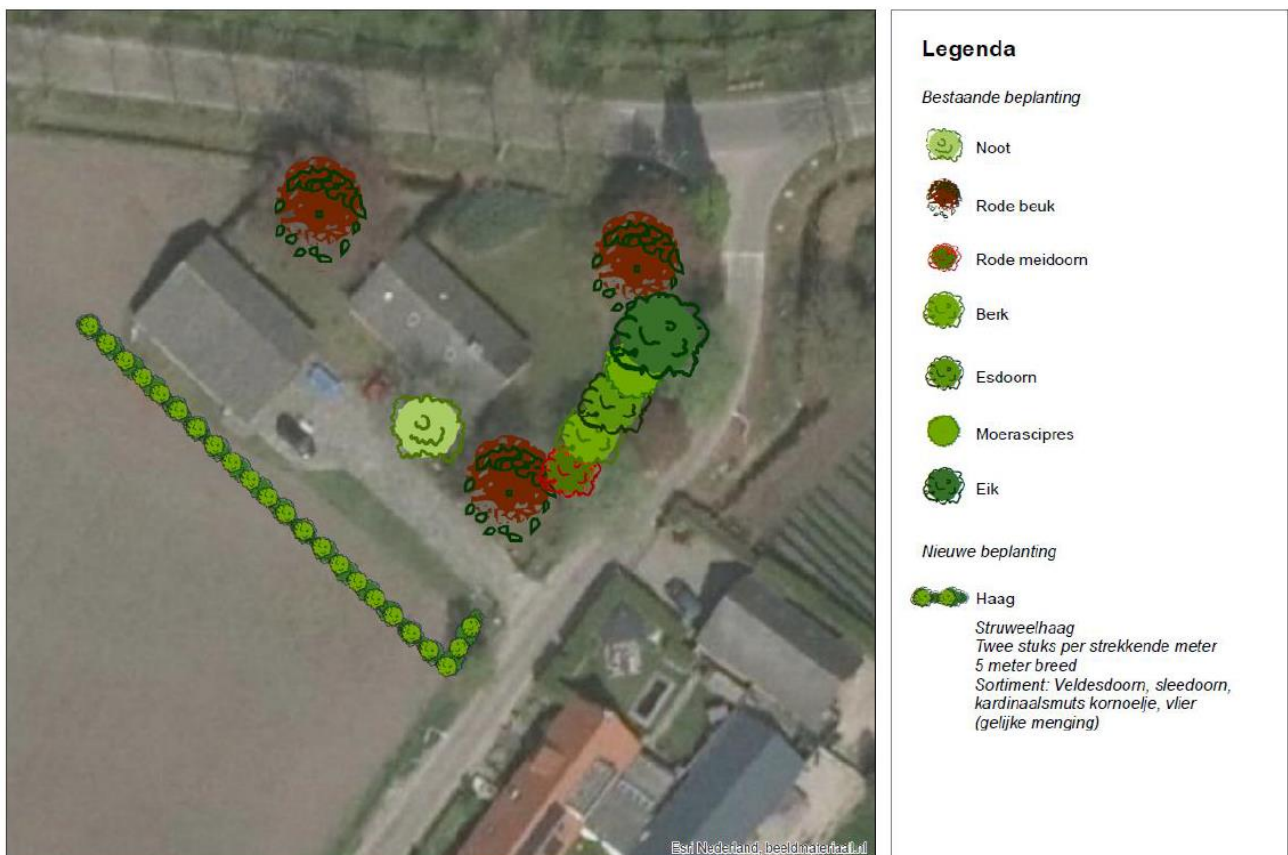 Legenda
Bestaande beplanting
Noot
Rode beuk
Rode meidoorn
Berk
Esdoorn
Moerascipres
Eik
Nieuwe beplanting
Haag
Struweelhaag
Twee stuks per strekkende meter
5 meter breed
Sortiment: Veldesdoorn, sleedoorn,
kardinaalsmuts kornoelje, vlier
(gelijke menging)
Esri Nederland, beeldmateriaal.nl